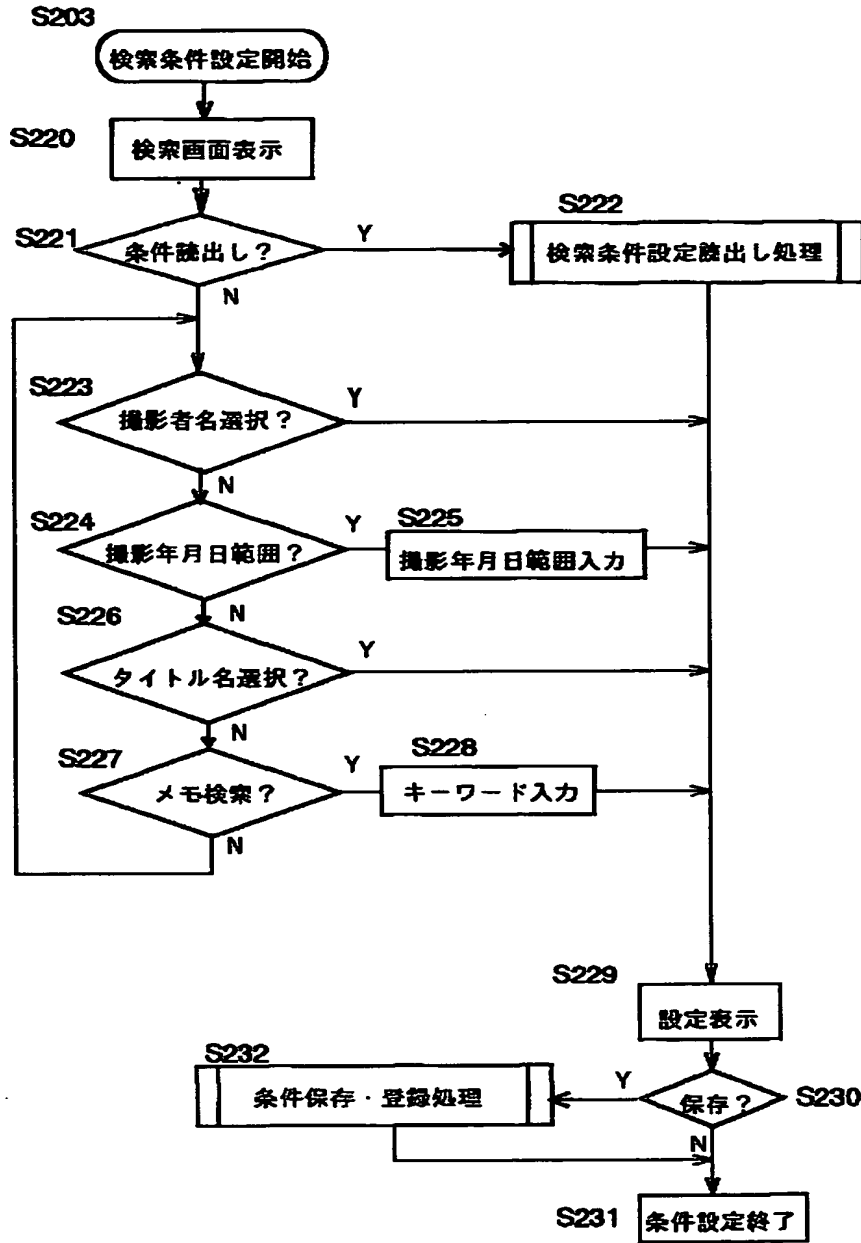 S203
検索条件設定開始
S220
検索画面表示
S221
条件読出し?
Y
N
S222
検索条件設定読出し処理
S223
撮影者名選択?
Y
N
S224
撮影年月日範囲?
Y
N
S225
撮影年月日範囲入力
S226
タイトル名選択?
Y
N
S227
メモ検索?
Y
N
S228
キーワード入力
S229
設定表示
S230
保存?
Y
N
S232
条件保存・登録処理
S231
条件設定終了